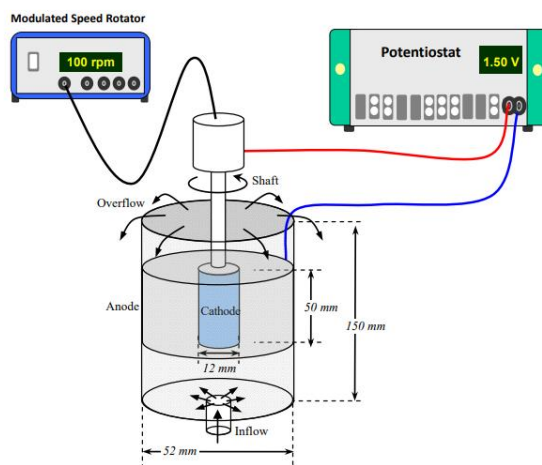 Modulated Speed Rotator
100 rpm
Potentiostat
1.50 V
Shaft
Overflow
Anode
Cathode
50 mm
150 mm
12 mm
Inflow
52 mm